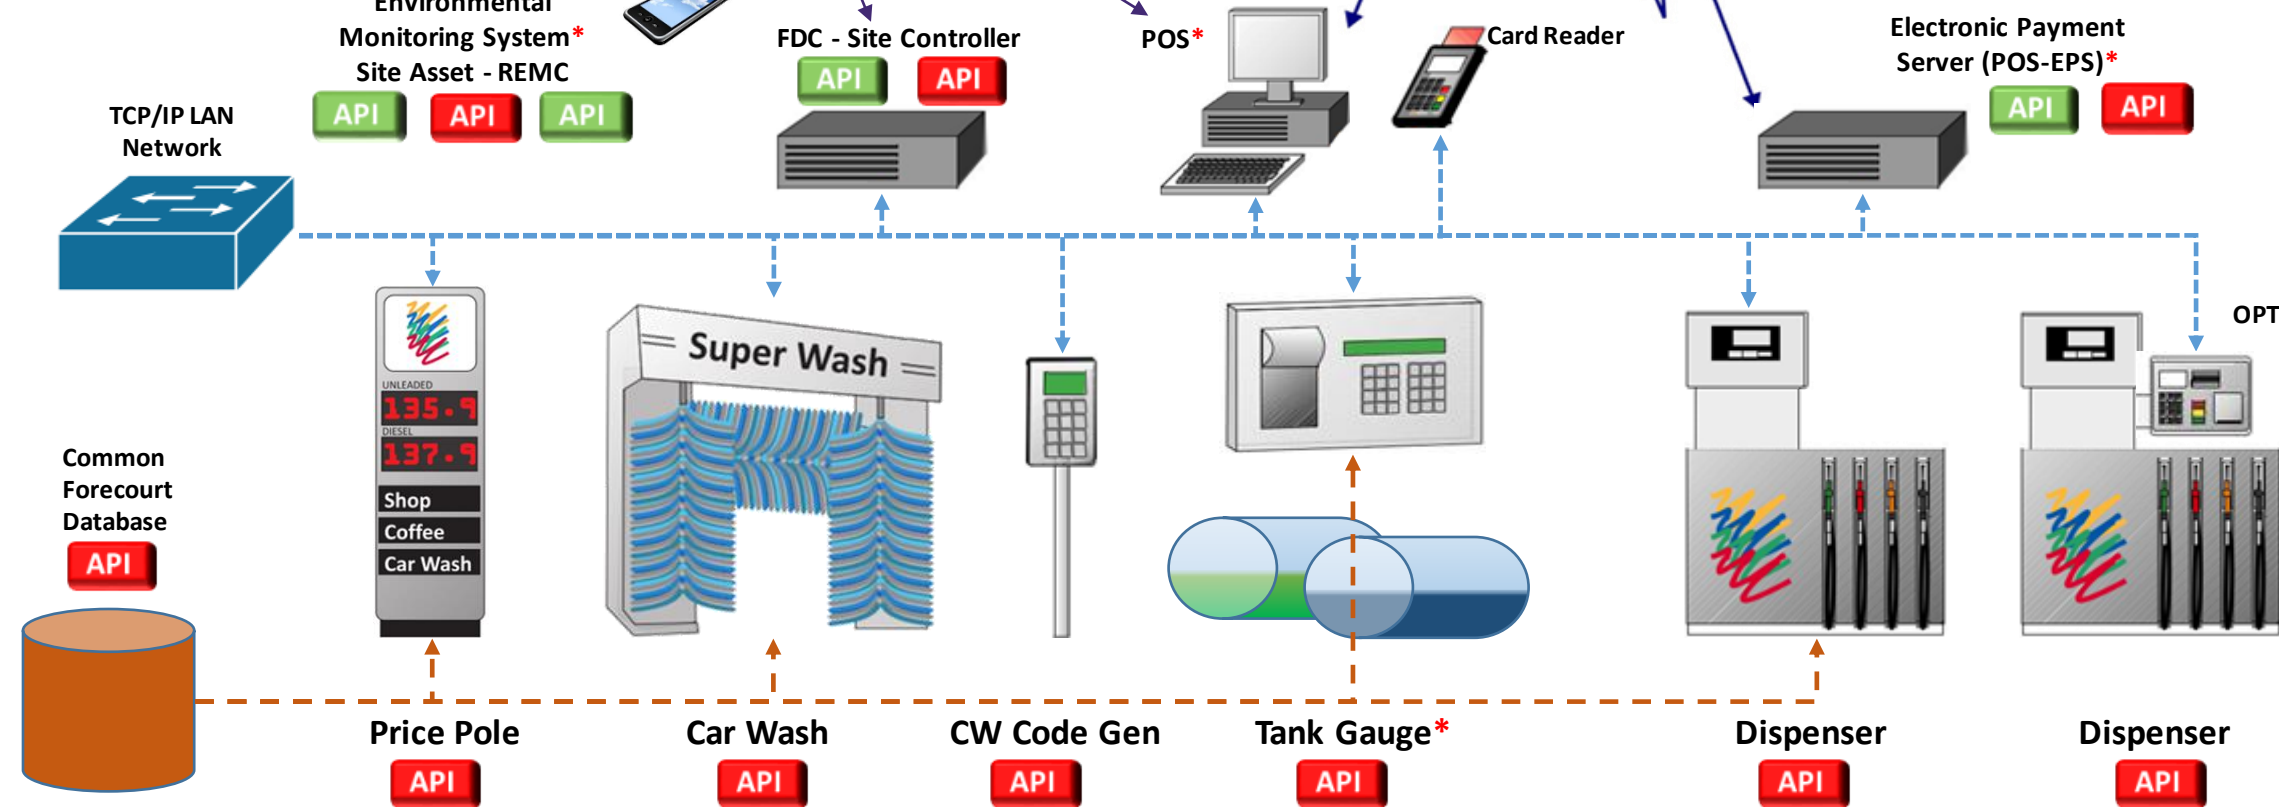 Environmental
Monitoring System*
Site Asset - REMC
API API API
FDC - Site Controller
API API
POS*
Card Reader
Electronic Payment
Server (POS-EPS)*
API API
TCP/IP LAN
Network
UNLEADED
135.9
DIESEL
137.9
Shop
Coffee
Car Wash
Super Wash
OPT
Common
Forecourt
Database
API
Price Pole
API
Car Wash
API
CW Code Gen
API
Tank Gauge*
API
Dispenser
API
Dispenser
API